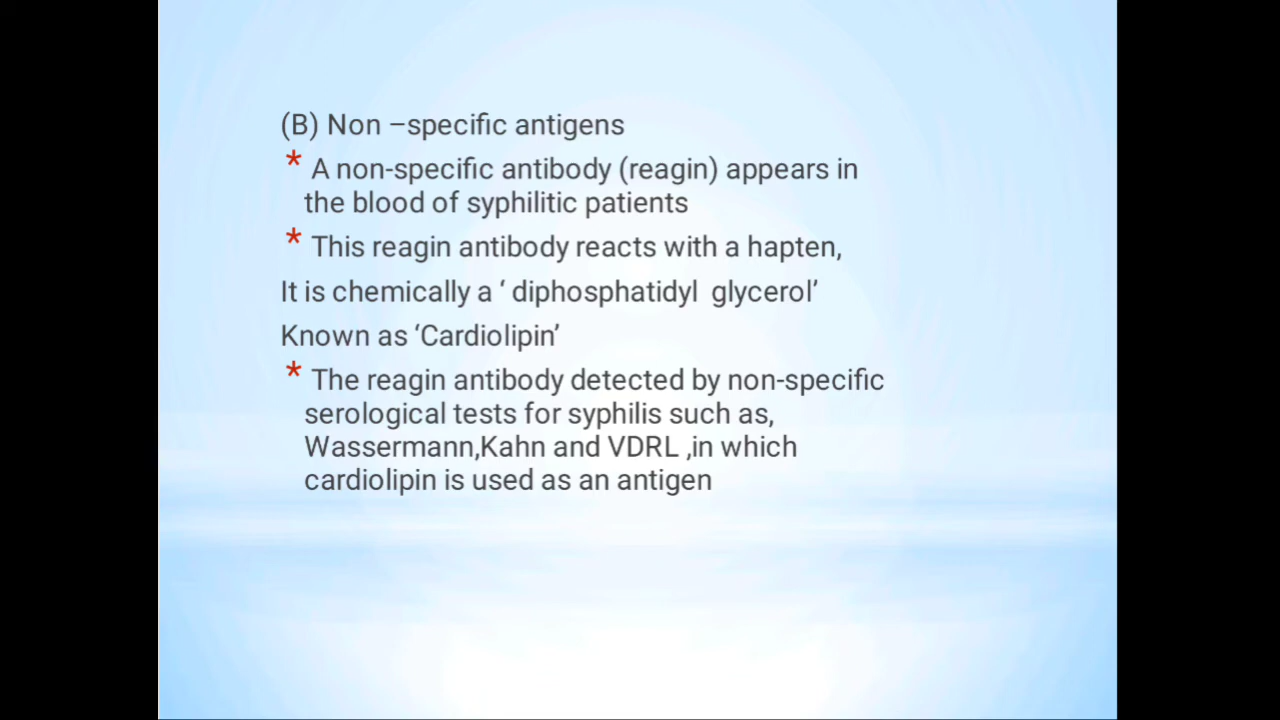 (B) Non –specific antigens
* A non-specific antibody (reagin) appears in
the blood of syphilitic patients
* This reagin antibody reacts with a hapten,
It is chemically a ‘ diphosphatidyl  glycerol’
Known as ‘Cardiolipin’
* The reagin antibody detected by non-specific
serological tests for syphilis such as,
Wassermann,Kahn and VDRL ,in which
cardiolipin is used as an antigen